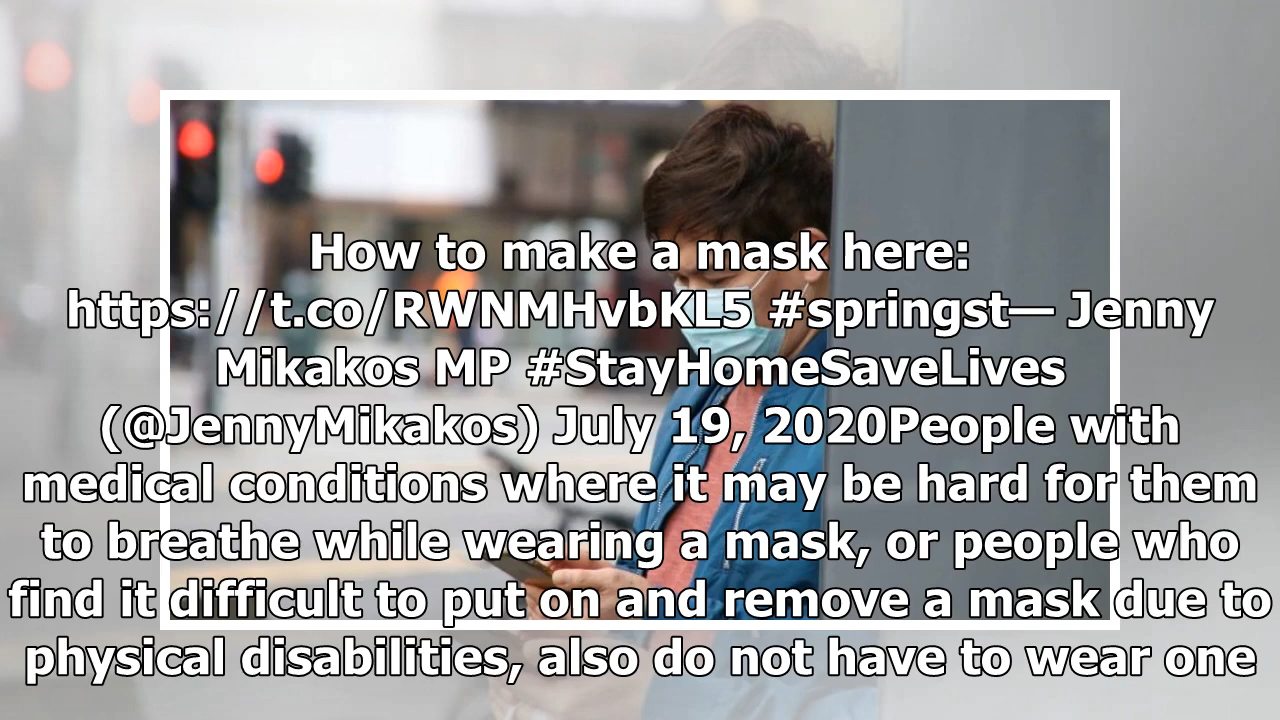 How to make a mask here:
https://t.co/RWNMHvbKL5 #springst— Jenny
Mikakos MP #StayHomeSaveLives
(@JennyMikakos) July 19, 2020People with
medical conditions where it may be hard for them
to breathe while wearing a mask, or people who
find it difficult to put on and remove a mask due to
physical disabilities, also do not have to wear one